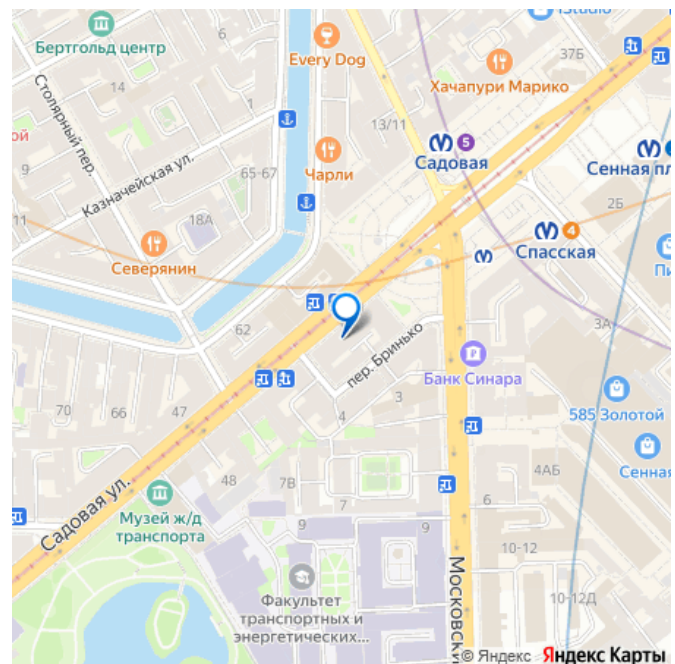 iStudio
Бертгольд центр
Every Dog
37Б
Хачапури Марико
14
Столярный пер.
1
13/11
5
Садовая
ой
9
Казначейская ул.
65-67
Чарли
Сенная пл
2Б
11
18А
4
Спасская
Северянин
Пи
62
3А
пер. Бринько
Банк Синара
585 Золотой
70
66
47
4
3
Сенная
48
7В
7
4АБ
6
Садовая ул.
Музей ж/д
транспорта
9
9
10-12
Факультет
транспортных и
энергетических...
Московски
10-12Д
© Яндекс Яндекс Карты